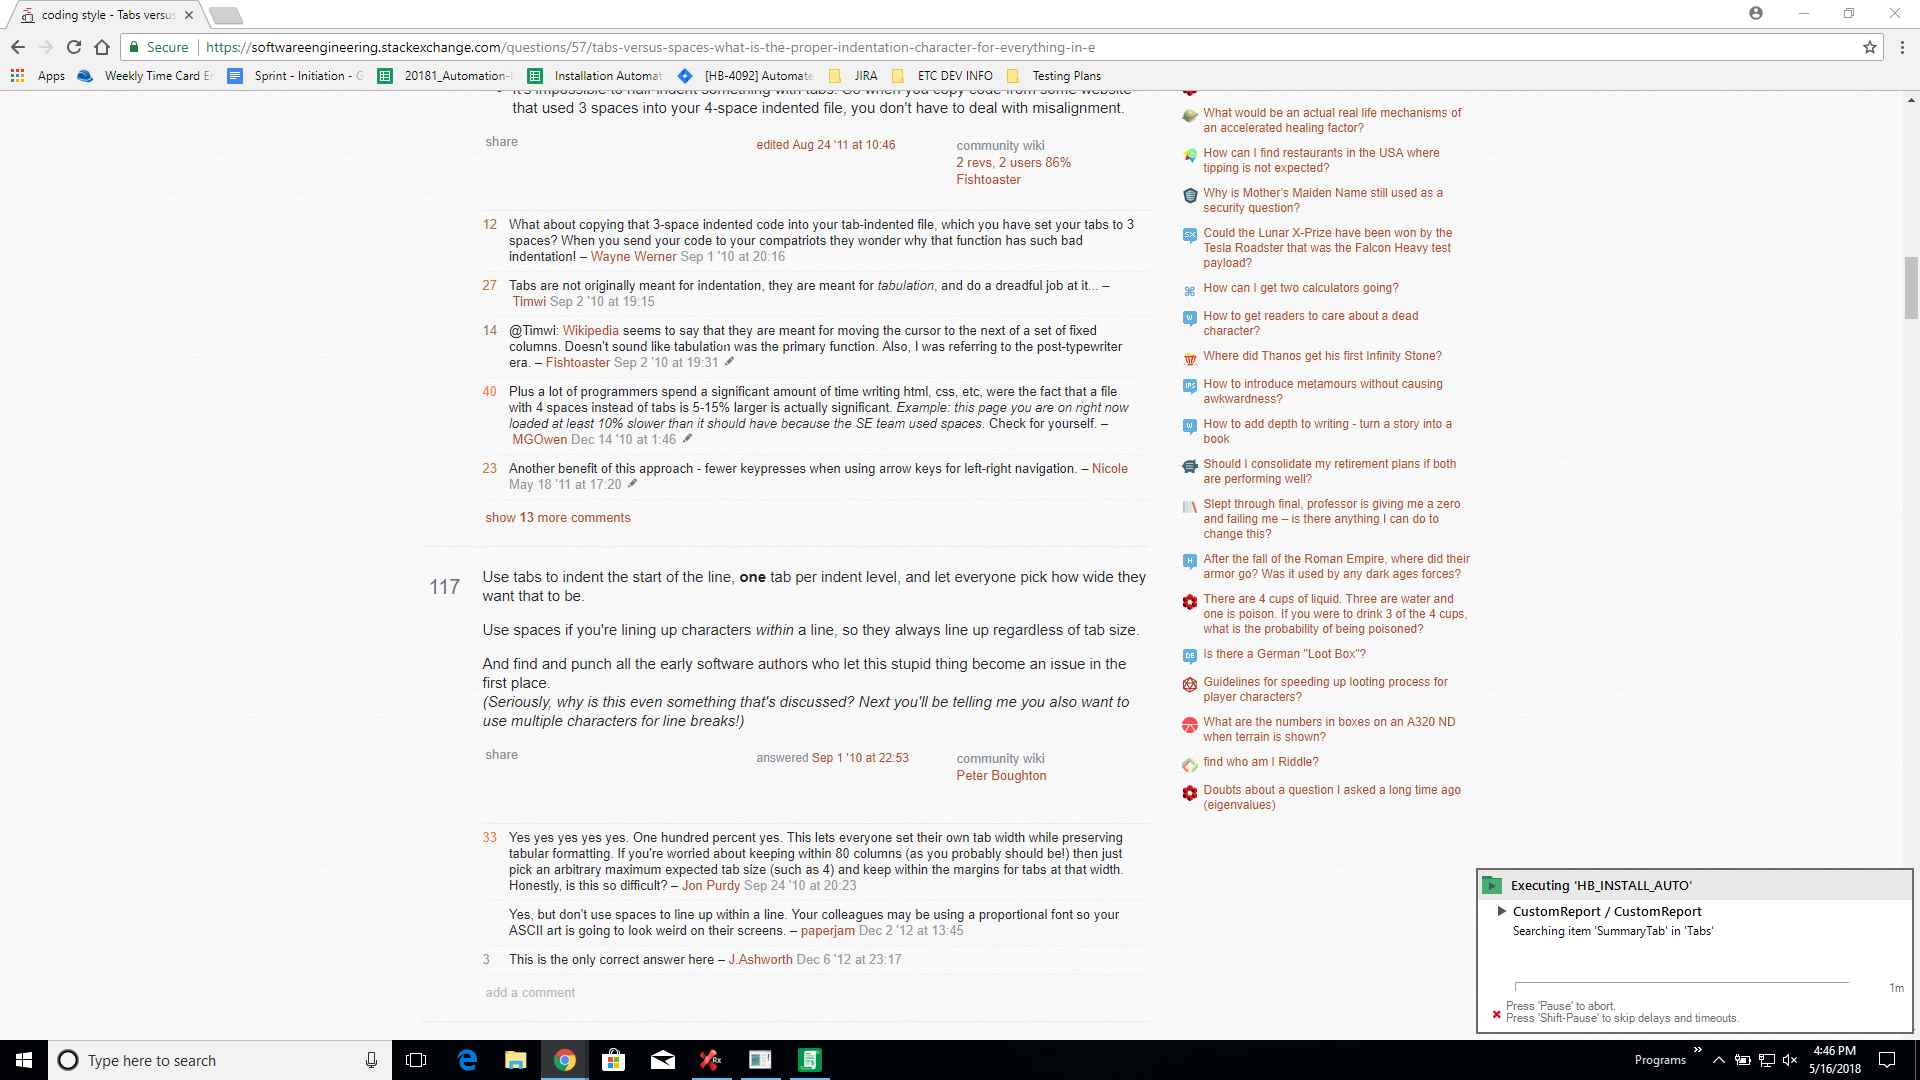 coding style - Tabs versus
Secure https://softwareengineering.stackexchange.com/questions/57/tabs-versus-spaces-what-is-the-proper-indentation-character-for-everything-in-e
Apps Weekly Time Card Er Sprint - Initiation - G 20181_Automation- Installation Automat [HB-4092] Automate JIRA ETC DEV INFO Testing Plans
It's impossible to half-indent something with tabs. So when you copy code from some website
that used 3 spaces into your 4-space indented file, you don't have to deal with misalignment.
share
edited Aug 24 '11 at 10:46
community wiki
2 revs, 2 users 86%
Fishtoaster
12 What about copying that 3-space indented code into your tab-indented file, which you have set your tabs to 3
spaces? When you send your code to your compatriots they wonder why that function has such bad
indentation! – Wayne Werner Sep 1 '10 at 20:16
27 Tabs are not originally meant for indentation, they are meant for tabulation, and do a dreadful job at it... –
Timwi Sep 2 '10 at 19:15
14 @Timwi: Wikipedia seems to say that they are meant for moving the cursor to the next of a set of fixed
columns. Doesn't sound like tabulation was the primary function. Also, I was referring to the post-typewriter
era. – Fishtoaster Sep 2 '10 at 19:31
40 Plus a lot of programmers spend a significant amount of time writing html, css, etc, were the fact that a file
with 4 spaces instead of tabs is 5-15% larger is actually significant. Example: this page you are on right now
loaded at least 10% slower than it should have because the SE team used spaces. Check for yourself. –
MGOwen Dec 14 '10 at 1:46
23 Another benefit of this approach - fewer keypresses when using arrow keys for left-right navigation. – Nicole
May 18 '11 at 17:20
show 13 more comments
117
Use tabs to indent the start of the line, one tab per indent level, and let everyone pick how wide they
want that to be.
Use spaces if you're lining up characters within a line, so they always line up regardless of tab size.
And find and punch all the early software authors who let this stupid thing become an issue in the
first place.
(Seriously, why is this even something that's discussed? Next you'll be telling me you also want to
use multiple characters for line breaks!)
share
answered Sep 1 '10 at 22:53
community wiki
Peter Boughton
33 Yes yes yes yes yes. One hundred percent yes. This lets everyone set their own tab width while preserving
tabular formatting. If you're worried about keeping within 80 columns (as you probably should be!) then just
pick an arbitrary maximum expected tab size (such as 4) and keep within the margins for tabs at that width.
Honestly, is this so difficult? – Jon Purdy Sep 24 '10 at 20:23
Yes, but don't use spaces to line up within a line. Your colleagues may be using a proportional font so your
ASCII art is going to look weird on their screens. – paperjam Dec 2 '12 at 13:45
3 This is the only correct answer here – J.Ashworth Dec 6 '12 at 23:17
add a comment
What would be an actual real life mechanisms of
an accelerated healing factor?
How can I find restaurants in the USA where
tipping is not expected?
Why is Mother's Maiden Name still used as a
security question?
Could the Lunar X-Prize have been won by the
Tesla Roadster that was the Falcon Heavy test
payload?
How can I get two calculators going?
How to get readers to care about a dead
character?
Where did Thanos get his first Infinity Stone?
How to introduce metamours without causing
awkwardness?
How to add depth to writing - turn a story into a
book
Should I consolidate my retirement plans if both
are performing well?
Slept through final, professor is giving me a zero
and failing me – is there anything I can do to
change this?
After the fall of the Roman Empire, where did their
armor go? Was it used by any dark ages forces?
There are 4 cups of liquid. Three are water and
one is poison. If you were to drink 3 of the 4 cups,
what is the probability of being poisoned?
Is there a German "Loot Box"?
Guidelines for speeding up looting process for
player characters?
What are the numbers in boxes on an A320 ND
when terrain is shown?
find who am I Riddle?
Doubts about a question I asked a long time ago
(eigenvalues)
Executing 'HB_INSTALL_AUTO'
CustomReport / CustomReport
Searching item 'SummaryTab' in 'Tabs'
1m
Press 'Pause' to abort.
Press 'Shift-Pause' to skip delays and timeouts.
Type here to search
Programs
4:46 PM
5/16/2018